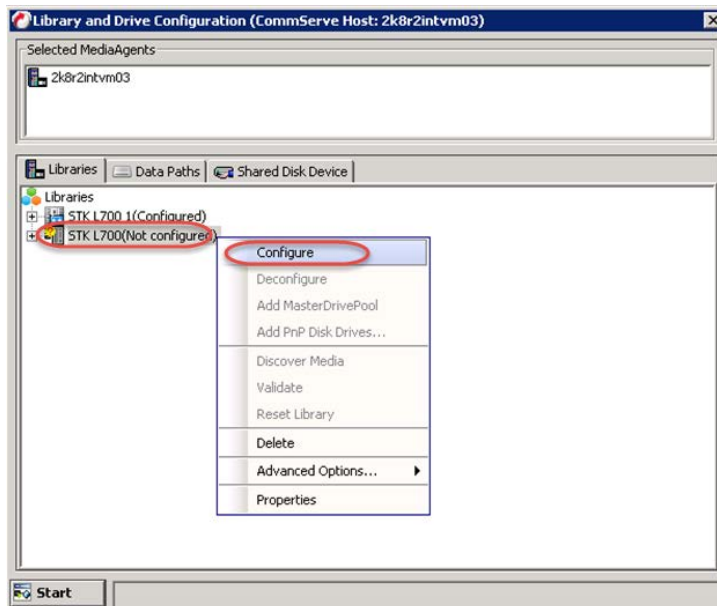 Library and Drive Configuration (CommServe Host: 2k8r2intvm03)
Selected MediaAgents
2k8r2intvm03
Libraries
Data Paths
Shared Disk Device
Libraries
STK L700 1(Configured)
STK L700(Not configured)
Configure
Deconfigure
Add MasterDrivePool
Add PnP Disk Drives...
Discover Media
Validate
Reset Library
Delete
Advanced Options...
Properties
Start